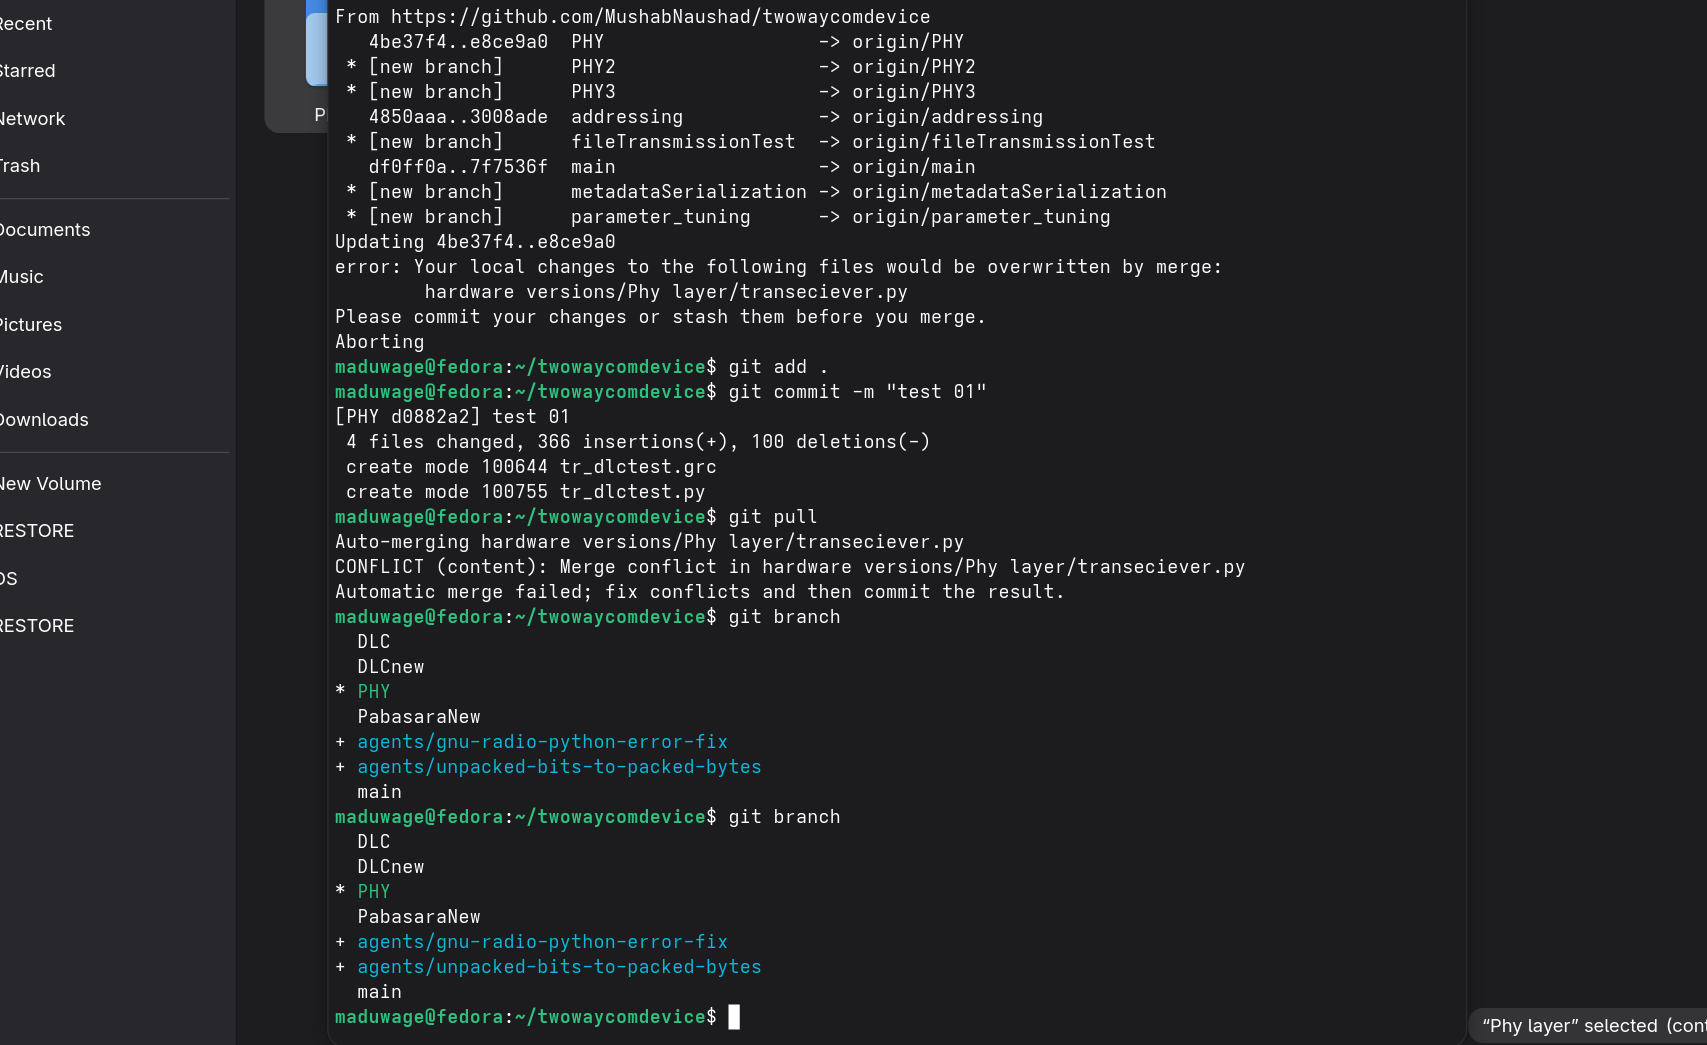 Recent
Starred
Network
Trash
Documents
Music
Pictures
Videos
Downloads
New Volume
RESTORE
OS
RESTORE
P
From https://github.com/MushabNaushad/twowaycomdevice
   4be37f4..e8ce9a0  PHY                   -> origin/PHY
 * [new branch]      PHY2                  -> origin/PHY2
 * [new branch]      PHY3                  -> origin/PHY3
   4850aaa..3008ade  addressing            -> origin/addressing
 * [new branch]      fileTransmissionTest  -> origin/fileTransmissionTest
   df0ff0a..7f7536f  main                  -> origin/main
 * [new branch]      metadataSerialization -> origin/metadataSerialization
 * [new branch]      parameter_tuning      -> origin/parameter_tuning
Updating 4be37f4..e8ce9a0
error: Your local changes to the following files would be overwritten by merge:
        hardware versions/Phy layer/transeciever.py
Please commit your changes or stash them before you merge.
Aborting
maduwage@fedora:~/twowaycomdevice$ git add .
maduwage@fedora:~/twowaycomdevice$ git commit -m "test 01"
[PHY d0882a2] test 01
 4 files changed, 366 insertions(+), 100 deletions(-)
 create mode 100644 tr_dlctest.grc
 create mode 100755 tr_dlctest.py
maduwage@fedora:~/twowaycomdevice$ git pull
Auto-merging hardware versions/Phy layer/transeciever.py
CONFLICT (content): Merge conflict in hardware versions/Phy layer/transeciever.py
Automatic merge failed; fix conflicts and then commit the result.
maduwage@fedora:~/twowaycomdevice$ git branch
  DLC
  DLCnew
* PHY
  PabasaraNew
+ agents/gnu-radio-python-error-fix
+ agents/unpacked-bits-to-packed-bytes
  main
maduwage@fedora:~/twowaycomdevice$ git branch
  DLC
  DLCnew
* PHY
  PabasaraNew
+ agents/gnu-radio-python-error-fix
+ agents/unpacked-bits-to-packed-bytes
  main
maduwage@fedora:~/twowaycomdevice$
“Phy layer” selected (cont